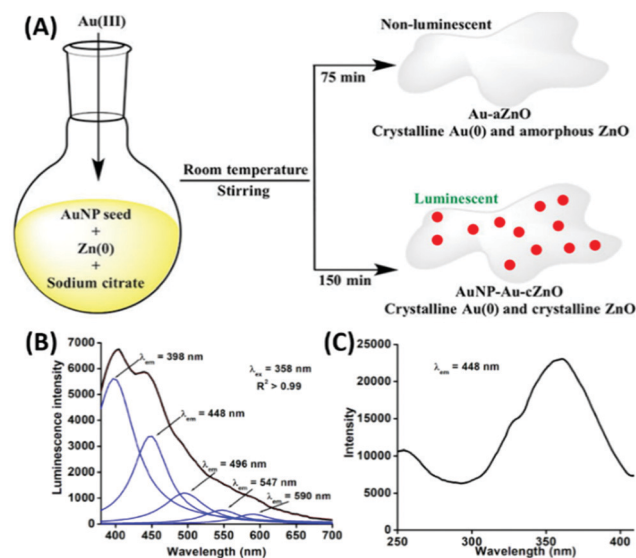 (A)
Au(III)
AuNP seed
+
Zn(0)
+
Sodium citrate
Room temperature
Stirring
75 min
150 min
Non-luminescent
Au-aZnO
Crystalline Au(0) and amorphous ZnO
Luminescent
AuNP-Au-cZnO
Crystalline Au(0) and crystalline ZnO
(B)
Luminescence intensity
7000
6000
5000
4000
3000
2000
1000
0
λem = 398 nm
λex = 358 nm
R² > 0.99
λem = 448 nm
λem = 496 nm
λem = 547 nm
λem = 590 nm
400 450 500 550 600 650 700
Wavelength (nm)
(C)
Intensity
25000
20000
15000
10000
5000
0
λem = 448 nm
250 300 350 400
Wavelength (nm)